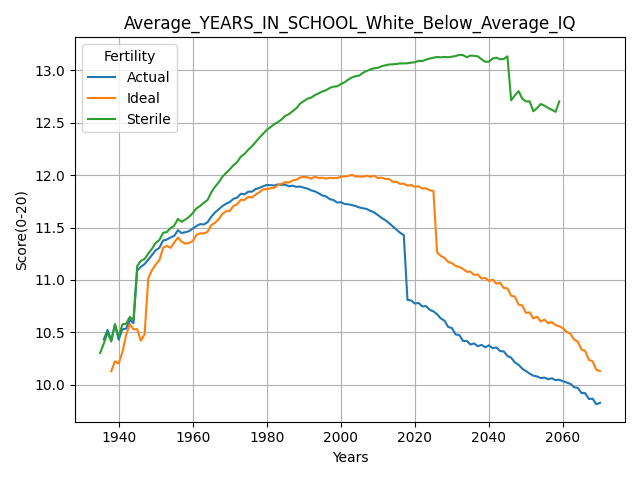 Average_YEARS_IN_SCHOOL_White_Below_Average_IQ
Fertility
Actual
Ideal
Sterile
Score(0-20)
13.0
12.5
12.0
11.5
11.0
10.5
10.0
1940 1960 1980 2000 2020 2040 2060
Years